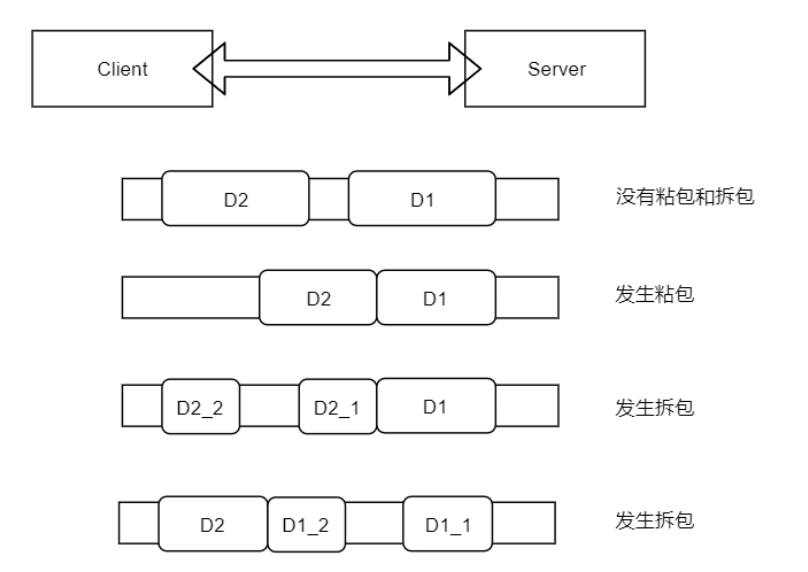 Client
Server
D2
D1
没有粘包和拆包
D2
D1
发生粘包
D2_2
D2_1
D1
发生拆包
D2
D1_2
D1_1
发生拆包